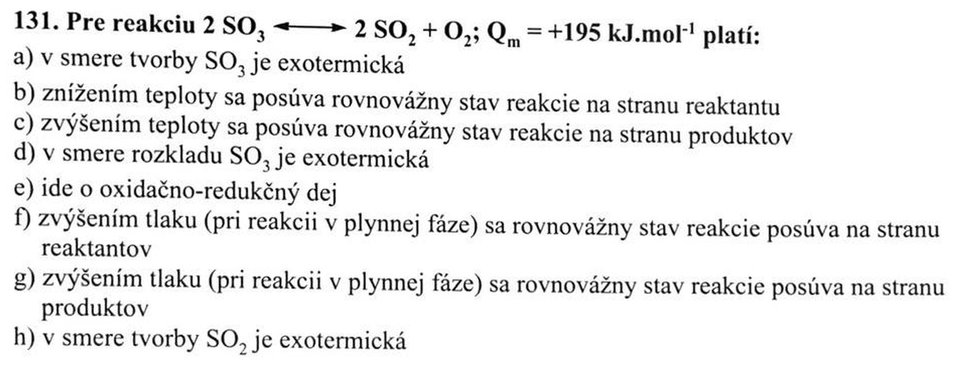 131. Pre reakciu 2 SO₃ ⟷ 2 SO₂ + O₂; Qₘ = +195 kJ.mol⁻¹ platí:
a) v smere tvorby SO₃ je exotermická
b) znížením teploty sa posúva rovnovážny stav reakcie na stranu reaktantu
c) zvýšením teploty sa posúva rovnovážny stav reakcie na stranu produktov
d) v smere rozkladu SO₃ je exotermická
e) ide o oxidačno-redukčný dej
f) zvýšením tlaku (pri reakcii v plynnej fáze) sa rovnovážny stav reakcie posúva na stranu
reaktantov
g) zvýšením tlaku (pri reakcii v plynnej fáze) sa rovnovážny stav reakcie posúva na stranu
produktov
h) v smere tvorby SO₂ je exotermická